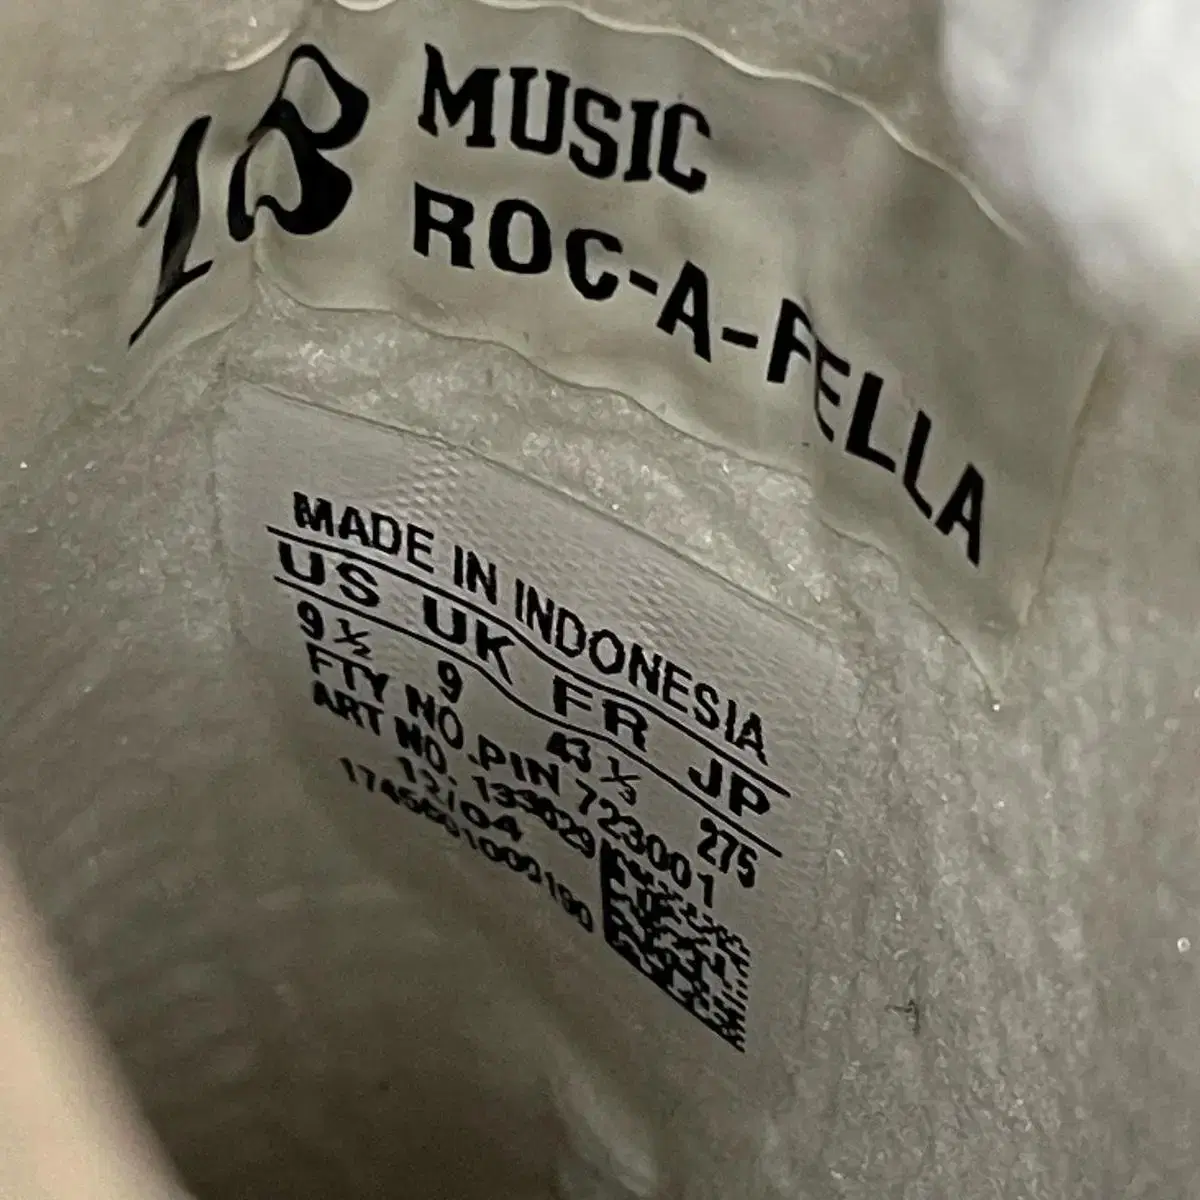 13 MUSIC
ROC-A-FELLA
MADE IN INDONESIA
US UK FR JP
9½ 9 43⅓ 275
FTY NO. PIN 723001
ART NO. 133029
12/04